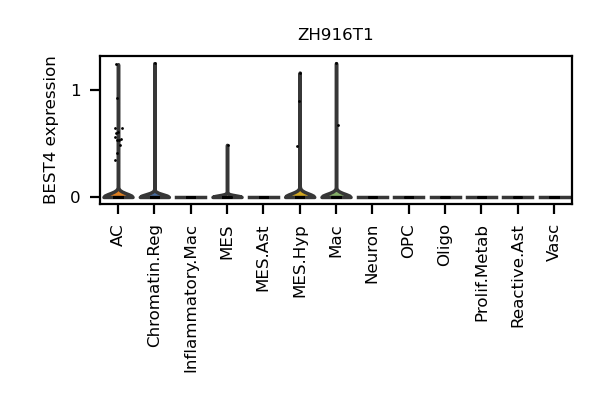 ZH916T1
BEST4 expression
1
0
AC
Chromatin.Reg
Inflammatory.Mac
MES
MES.Ast
MES.Hyp
Mac
Neuron
OPC
Oligo
Prolif.Metab
Reactive.Ast
Vasc